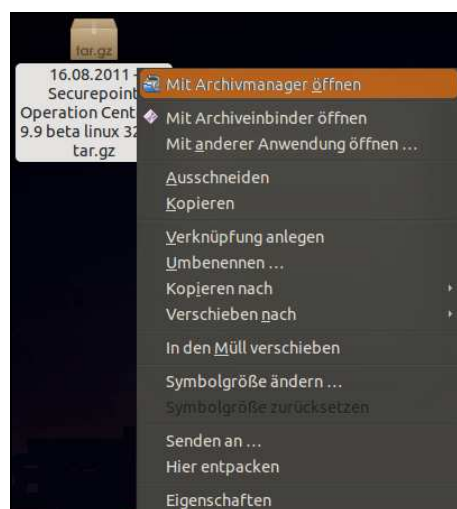 tar.gz
16.08.2011 -
Securepoint
Operation Cent
9.9 beta linux 32
tar.gz
Mit Archivmanager öffnen
Mit Archiveinbinder öffnen
Mit anderer Anwendung öffnen ...
Ausschneiden
Kopieren
Verknüpfung anlegen
Umbenennen ...
Kopieren nach
Verschieben nach
In den Müll verschieben
Symbolgröße ändern ...
Symbolgröße zurücksetzen
Senden an ...
Hier entpacken
Eigenschaften